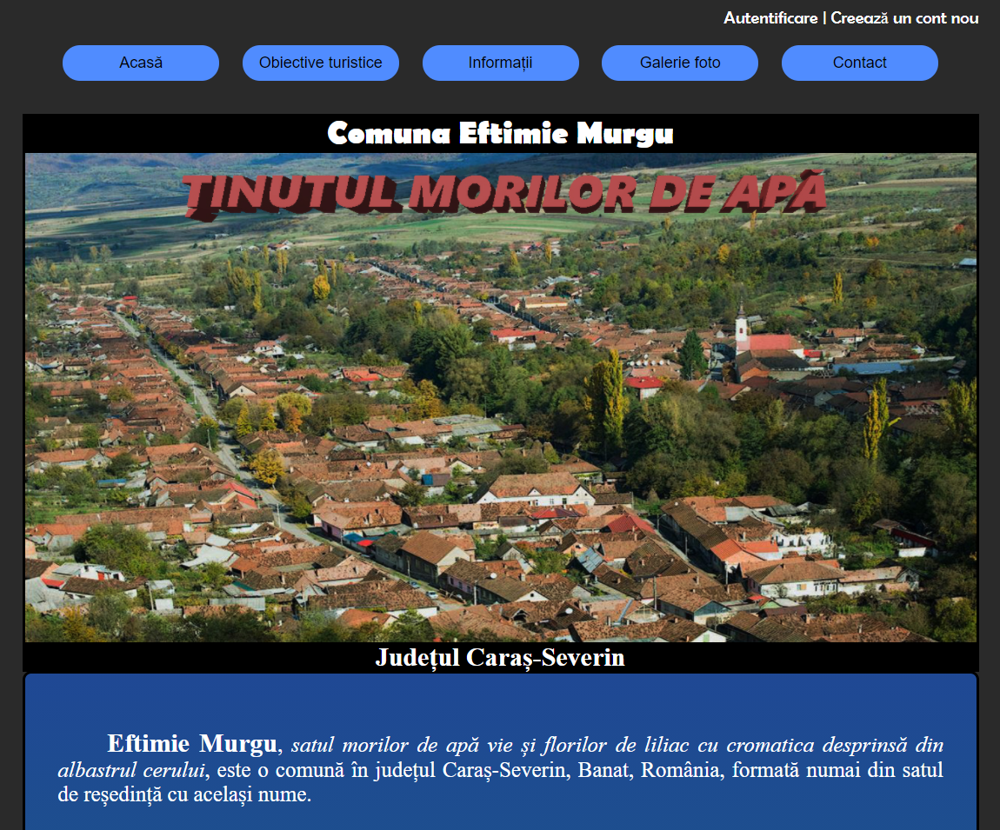 Autentificare | Creează un cont nou
Acasă
Obiective turistice
Informații
Galerie foto
Contact
Comuna Eftimie Murgu
ȚINUTUL MORILOR DE APĂ
Județul Caraș-Severin
Eftimie Murgu, satul morilor de apă vie și florilor de liliac cu cromatica desprinsă din
albastrul cerului, este o comună în județul Caraș-Severin, Banat, România, formată numai din satul
de reședință cu același nume.